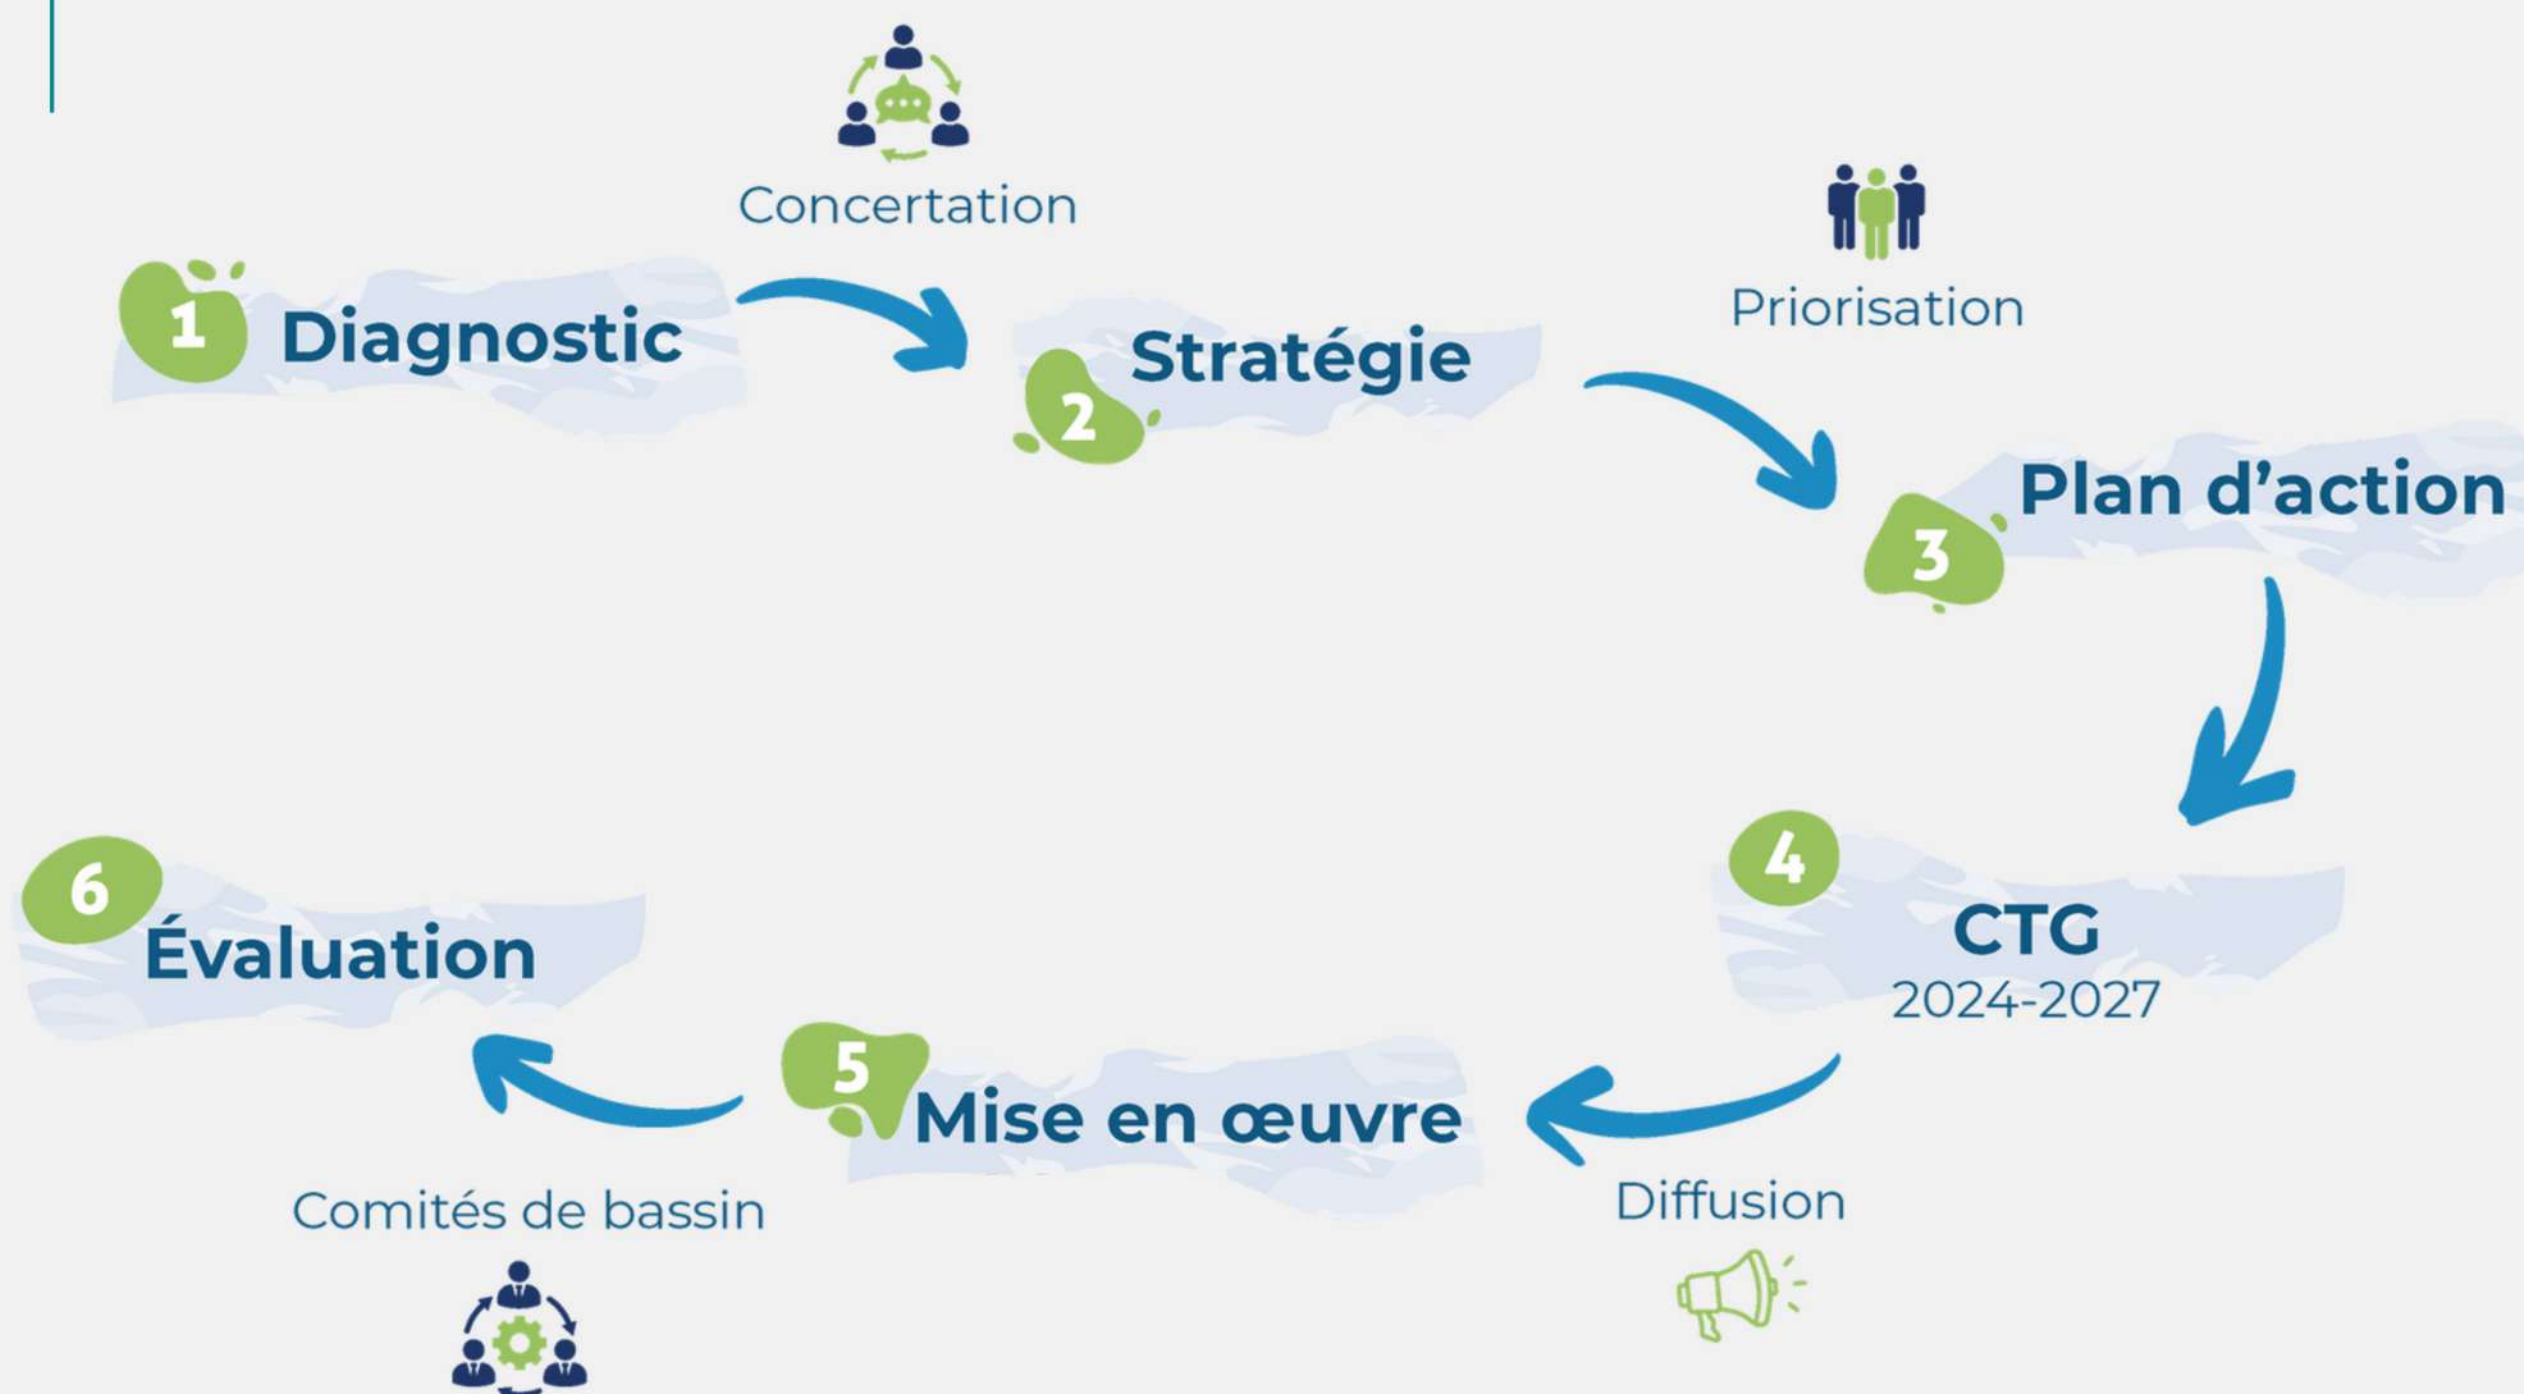 Concertation
Priorisation
1 Diagnostic
2 Stratégie
3 Plan d’action
4 CTG
2024-2027
Diffusion
5 Mise en œuvre
Comités de bassin
6 Évaluation